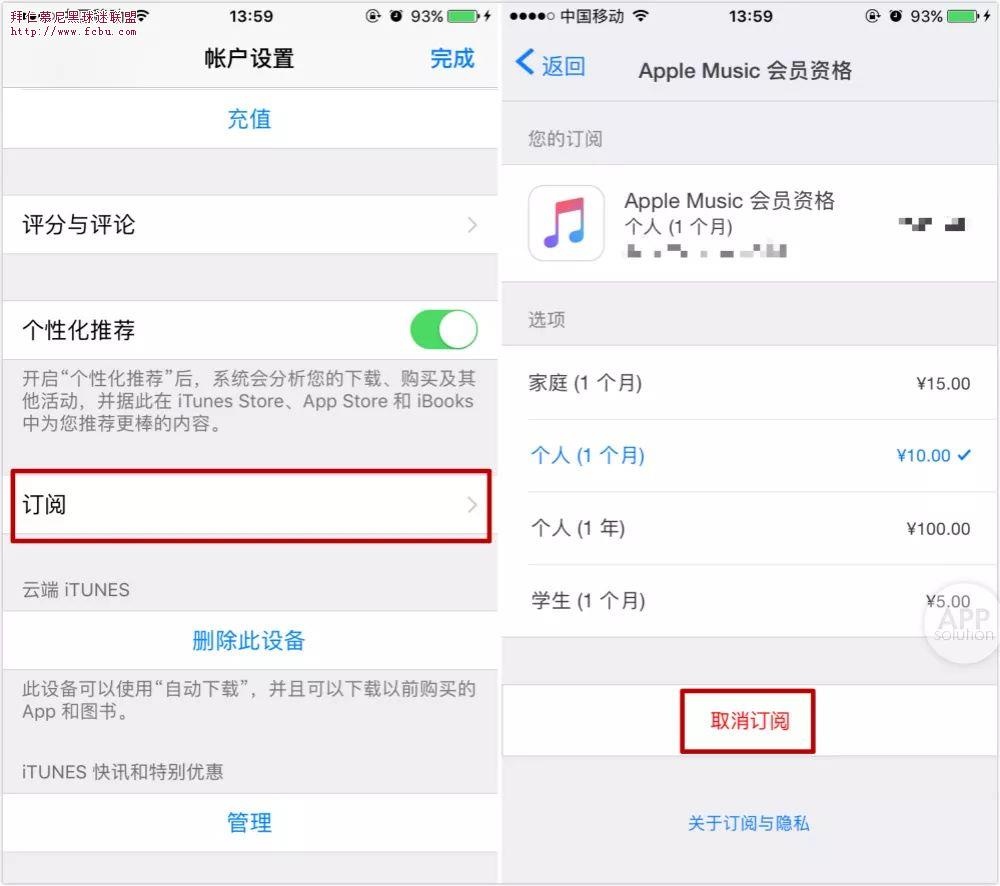 拜仁慕尼黑球迷联盟
http://www.fcbu.com
13:59
93%
帐户设置
完成
充值
评分与评论
个性化推荐
开启“个性化推荐”后，系统会分析您的下载、购买及其
他活动，并据此在 iTunes Store、App Store 和 iBooks
中为您推荐更棒的内容。
订阅
云端 iTUNES
删除此设备
此设备可以使用“自动下载”，并且可以下载以前购买的
App 和图书。
iTUNES 快讯和特别优惠
管理
中国移动
13:59
93%
返回
Apple Music 会员资格
您的订阅
Apple Music 会员资格
个人 (1 个月)
选项
家庭 (1 个月) ¥15.00
个人 (1 个月) ¥10.00
个人 (1 年) ¥100.00
学生 (1 个月) ¥5.00
APP
solution
取消订阅
关于订阅与隐私